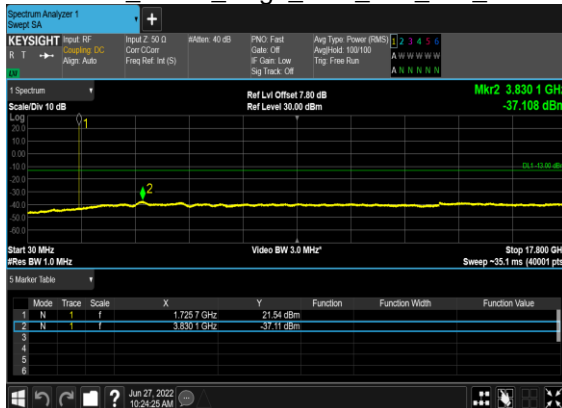 Spectrum Analyzer 1
Swept SA
+
KEYSIGHT Input: RF Input Z: 50 Ω #Atten: 40 dB PNO: Fast Avg Type: Power (RMS) 1 2 3 4 5 6
R T Coupling: DC Corr CCorr Gate: Off Avg|Hold: 100/100 A W W W W W
Align: Auto Freq Ref: Int (S) IF Gain: Low Trig: Free Run
Sig Track: Off A N N N N N
1 Spectrum Ref Lvl Offset 7.80 dB Mkr2 3.830 1 GHz
Scale/Div 10 dB Ref Level 30.00 dBm -37.108 dBm
Log
20.0
10.0
0.00
-10.0
DL1 -13.00 dBm
-20.0
-30.0
-40.0
-50.0
-60.0
1
2
Start 30 MHz Video BW 3.0 MHz* Stop 17.800 GHz
#Res BW 1.0 MHz Sweep ~35.1 ms (40001 pts)
5 Marker Table
Mode Trace Scale X Y Function Function Width Function Value
1 N 1 f 1.725 7 GHz 21.54 dBm
2 N 1 f 3.830 1 GHz -37.11 dBm
3
4
5
6
? Jun 27, 2022
10:24:25 AM